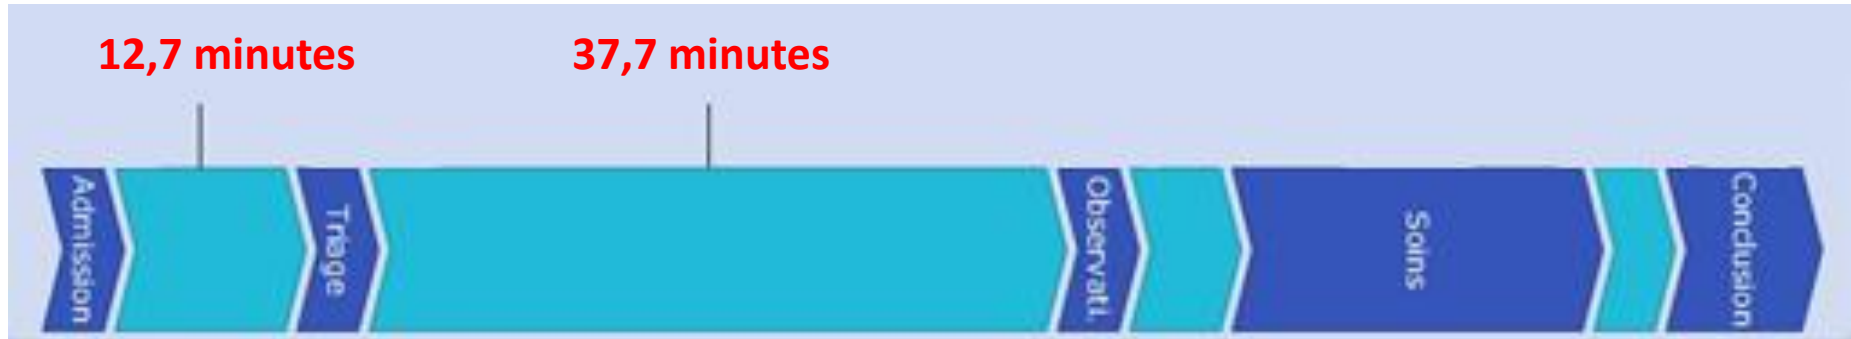 12,7 minutes
37,7 minutes
Admission
Triage
Observati.
Soins
Conclusion